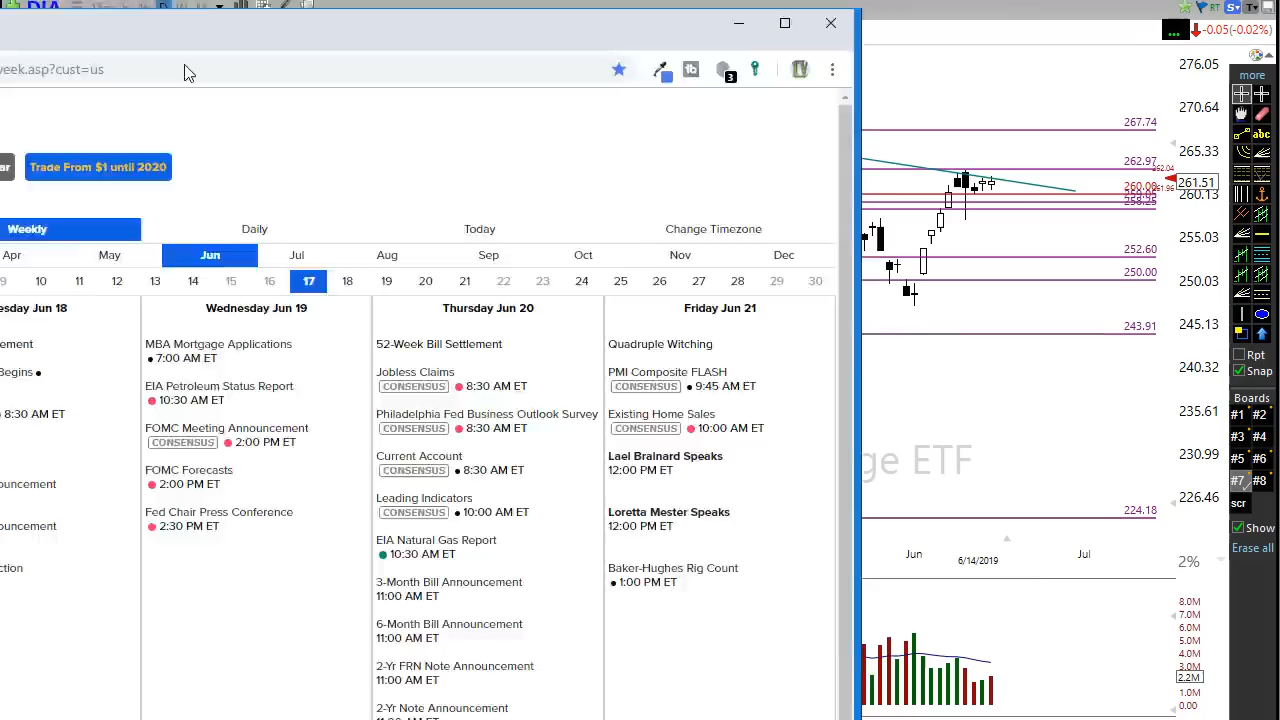 DIA
RT
S
T
-0.05(-0.02%)
veek.asp?cust=us
3
ar
Trade From $1 until 2020
Weekly
Daily
Today
Change Timezone
Apr
May
Jun
Jul
Aug
Sep
Oct
Nov
Dec
9 10 11 12 13 14 15 16 17 18 19 20 21 22 23 24 25 26 27 28 29 30
esday Jun 18
ement
Begins
8:30 AM ET
ouncement
ouncement
ction
Wednesday Jun 19
MBA Mortgage Applications
7:00 AM ET
EIA Petroleum Status Report
10:30 AM ET
FOMC Meeting Announcement
CONSENSUS 2:00 PM ET
FOMC Forecasts
2:00 PM ET
Fed Chair Press Conference
2:30 PM ET
Thursday Jun 20
52-Week Bill Settlement
Jobless Claims
CONSENSUS 8:30 AM ET
Philadelphia Fed Business Outlook Survey
CONSENSUS 8:30 AM ET
Current Account
CONSENSUS 8:30 AM ET
Leading Indicators
CONSENSUS 10:00 AM ET
EIA Natural Gas Report
10:30 AM ET
3-Month Bill Announcement
11:00 AM ET
6-Month Bill Announcement
11:00 AM ET
2-Yr FRN Note Announcement
11:00 AM ET
2-Yr Note Announcement
Friday Jun 21
Quadruple Witching
PMI Composite FLASH
CONSENSUS 9:45 AM ET
Existing Home Sales
CONSENSUS 10:00 AM ET
Lael Brainard Speaks
12:00 PM ET
Loretta Mester Speaks
12:00 PM ET
Baker-Hughes Rig Count
1:00 PM ET
267.74
262.97
262.04
260.00
261.96
258.25
252.60
250.00
243.91
224.18
ge ETF
Jun
6/14/2019
Jul
276.05
270.64
265.33
261.51
260.13
255.03
250.03
245.13
240.32
235.61
230.99
226.46
2%
8.0M
7.0M
6.0M
5.0M
4.0M
3.0M
2.2M
1.0M
0.00
more
abc
Rpt
Snap
Boards
#1 #2
#3 #4
#5 #6
#7 #8
scr
Show
Erase all